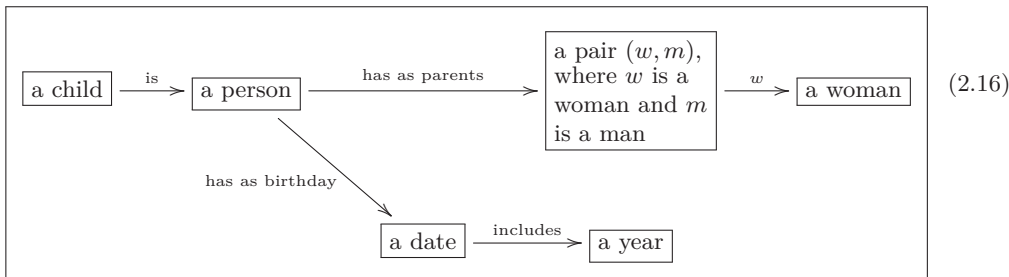 a child
is
a person
has as parents
a pair (w, m),
where w is a
woman and m
is a man
w
a woman
(2.16)
has as birthday
a date
includes
a year